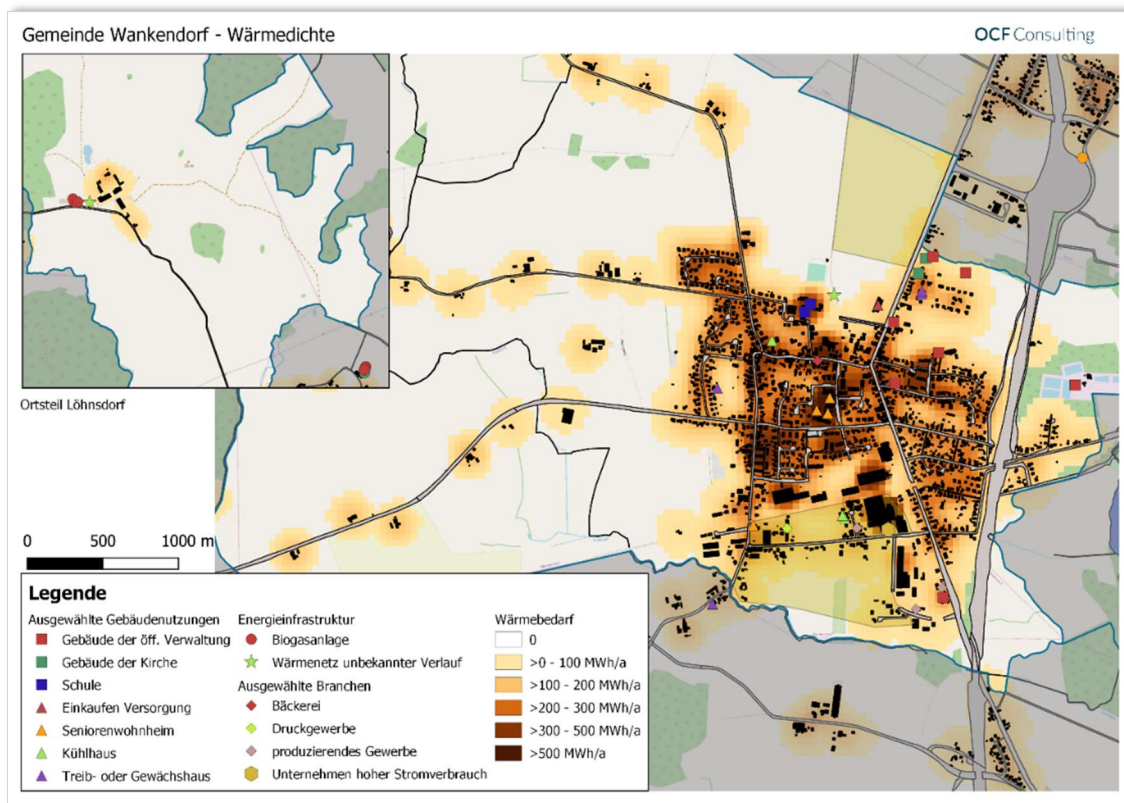 Gemeinde Wankendorf - Wärmedichte
OCF Consulting
Ortsteil Löhnsdorf
0 500 1000 m
Legende
Ausgewählte Gebäudenutzungen
Gebäude der öff. Verwaltung
Gebäude der Kirche
Schule
Einkaufen Versorgung
Seniorenwohnheim
Kühlhaus
Treib- oder Gewächshaus
Energieinfrastruktur
Biogasanlage
Wärmenetz unbekannter Verlauf
Ausgewählte Branchen
Bäckerei
Druckgewerbe
produzierendes Gewerbe
Unternehmen hoher Stromverbrauch
Wärmebedarf
0
>0 - 100 MWh/a
>100 - 200 MWh/a
>200 - 300 MWh/a
>300 - 500 MWh/a
>500 MWh/a